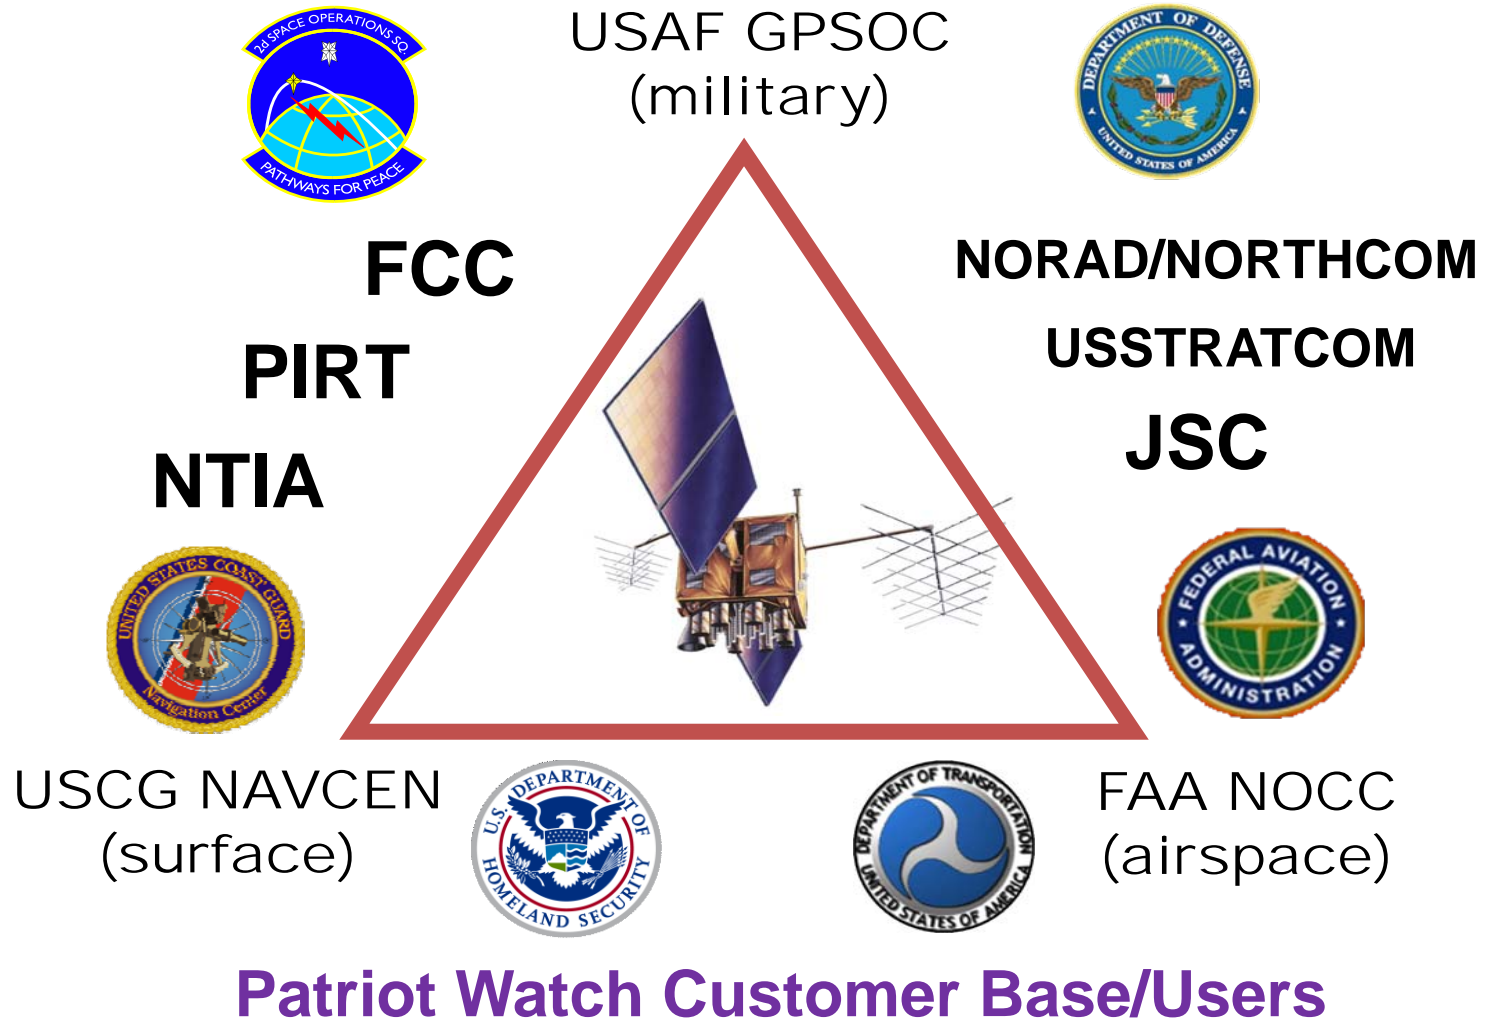 2d SPACE OPERATIONS SQ.
PATHWAYS FOR PEACE
USAF GPSOC
(military)
DEPARTMENT OF DEFENSE
UNITED STATES OF AMERICA
FCC
PIRT
NTIA
NORAD/NORTHCOM
USSTRATCOM
JSC
UNITED STATES COAST GUARD
Navigation Center
FEDERAL AVIATION
ADMINISTRATION
USCG NAVCEN
(surface)
U.S. DEPARTMENT OF
HOMELAND SECURITY
DEPARTMENT OF TRANSPORTATION
UNITED STATES OF AMERICA
FAA NOCC
(airspace)
Patriot Watch Customer Base/Users